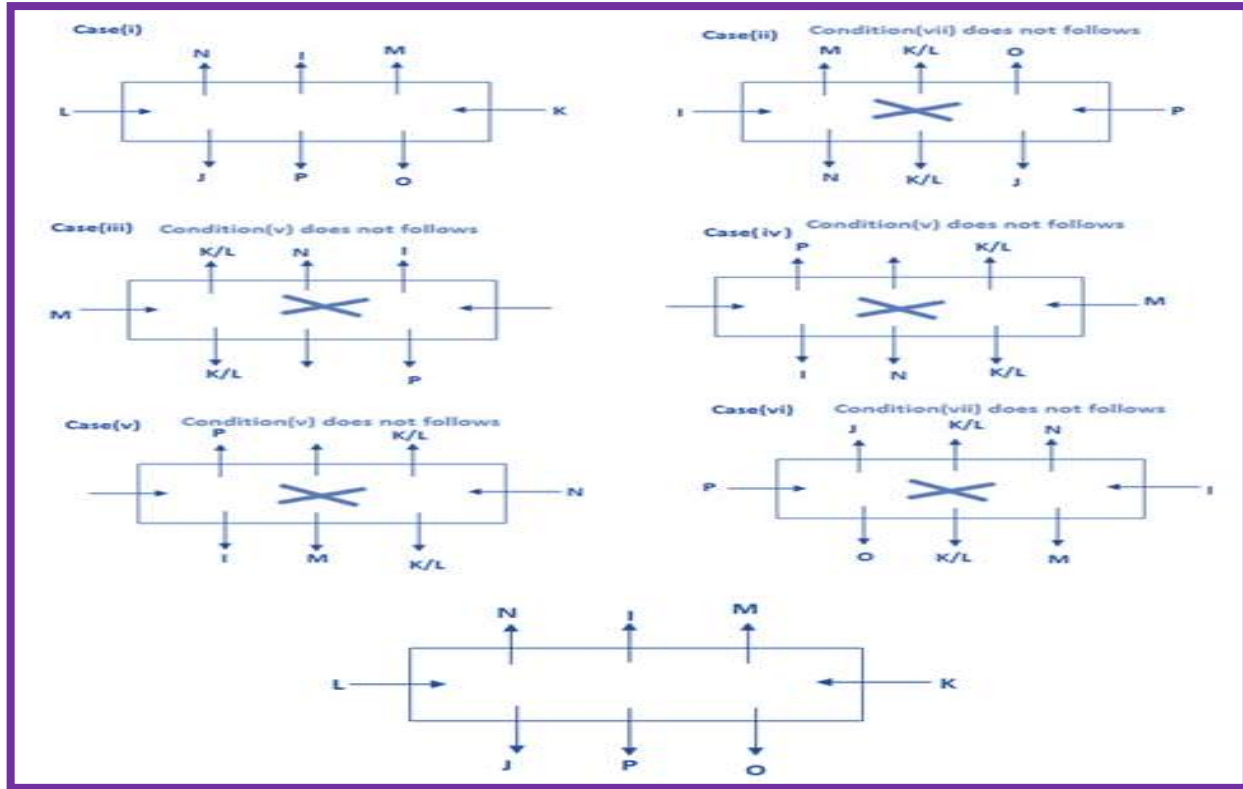 Case(i)
N I M
L K
J P O
Case(ii) Condition(vii) does not follows
M K/L O
I P
N K/L J
Case(iii) Condition(v) does not follows
K/L N I
M
K/L P
Case(iv) Condition(v) does not follows
P K/L
M
I N K/L
Case(v) Condition(v) does not follows
P K/L
N
I M K/L
Case(vi) Condition(vii) does not follows
J K/L N
P I
O K/L M
N I M
L K
J P O